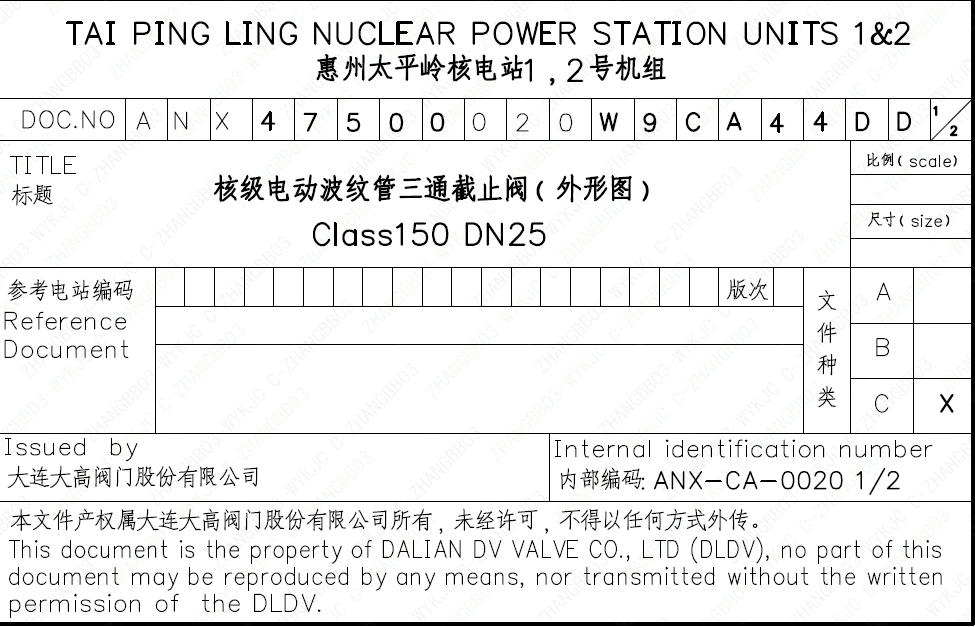 TAI PING LING NUCLEAR POWER STATION UNITS 1&2
惠州太平岭核电站1,2号机组
DOC.NO A N X 4 7 5 0 0 0 2 0 W 9 C A 4 4 D D 1/2
TITLE
标题
核级电动波纹管三通截止阀(外形图)
Class150 DN25
比例(scale)
尺寸(size)
参考电站编码
Reference
Document
版次
文件种类
A
B
C X
Issued by
大连大高阀门股份有限公司
Internal identification number
内部编码: ANX-CA-0020 1/2
本文件产权属大连大高阀门股份有限公司所有,未经许可,不得以任何方式外传。
This document is the property of DALIAN DV VALVE CO., LTD (DLDV), no part of this
document may be reproduced by any means, nor transmitted without the written
permission of the DLDV.